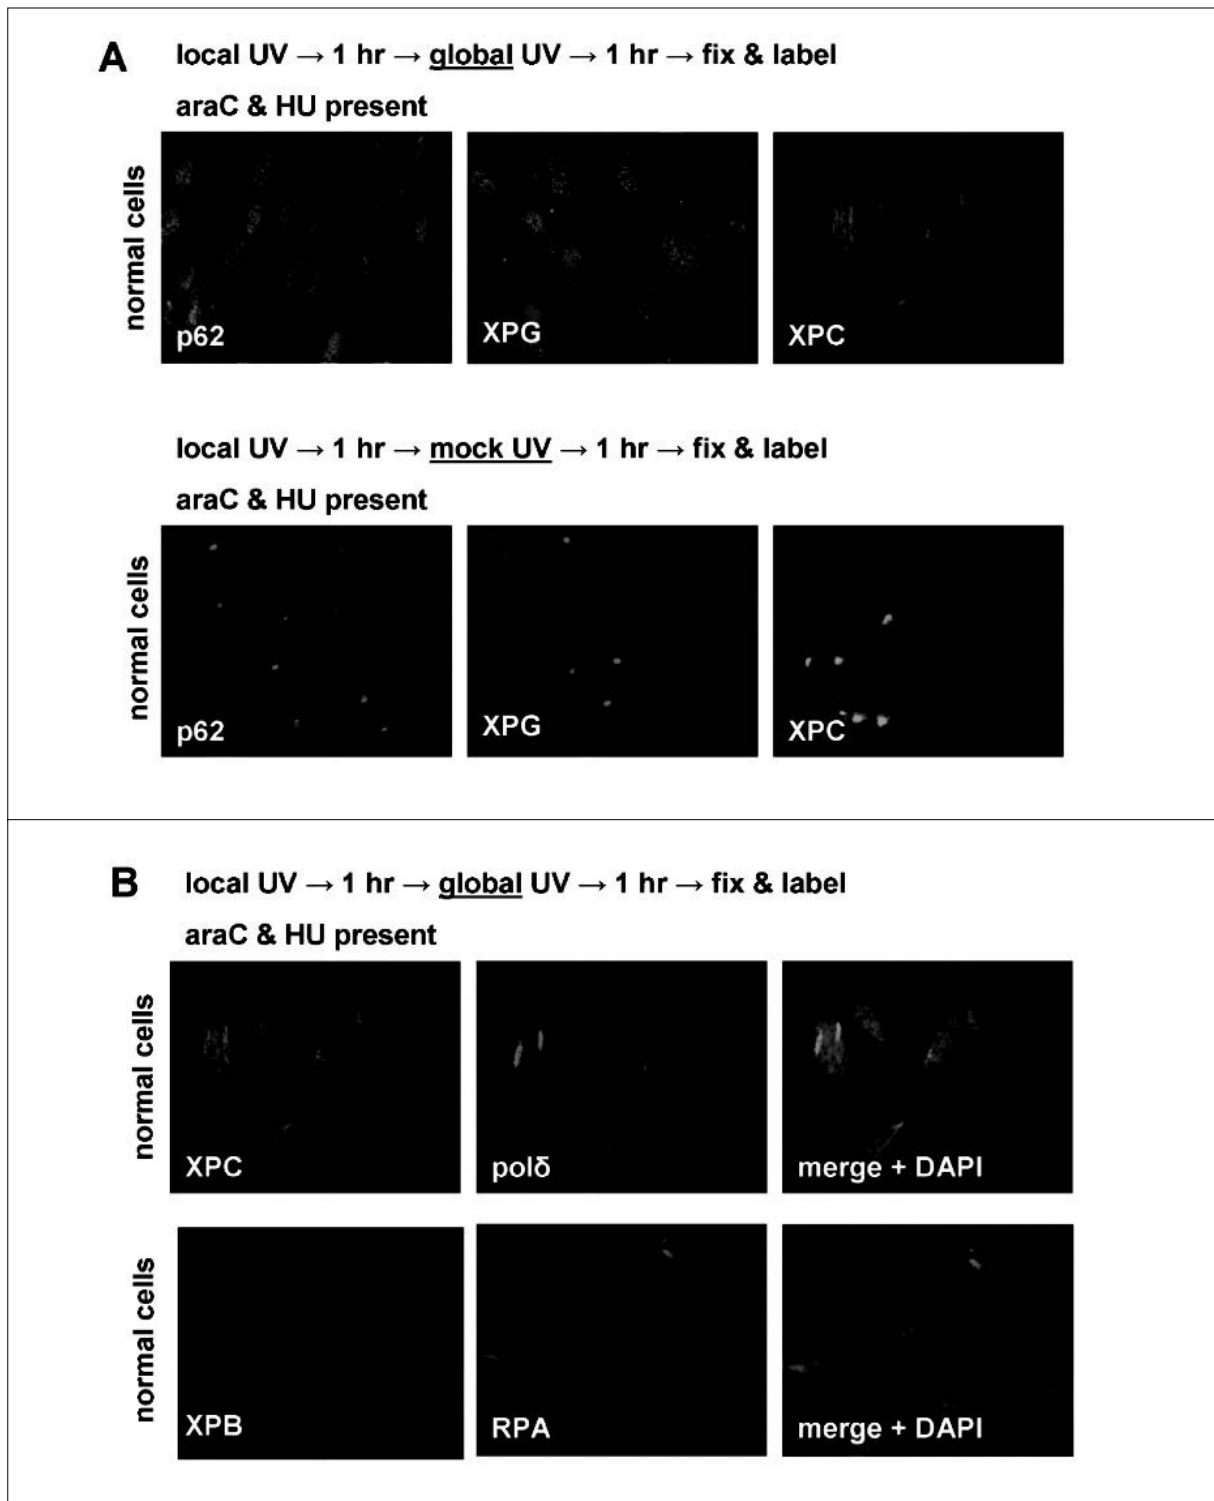 A local UV → 1 hr → global UV → 1 hr → fix & label
araC & HU present
normal cells
p62
XPG
XPC
local UV → 1 hr → mock UV → 1 hr → fix & label
araC & HU present
normal cells
p62
XPG
XPC
B local UV → 1 hr → global UV → 1 hr → fix & label
araC & HU present
normal cells
XPC
polδ
merge + DAPI
normal cells
XPB
RPA
merge + DAPI